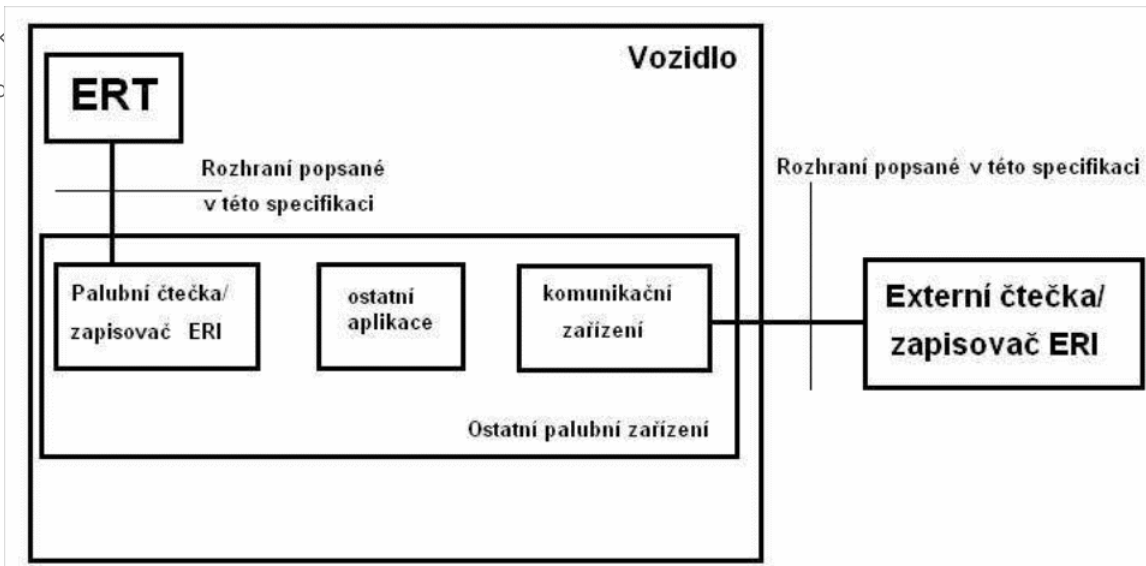 Vozidlo
ERT
Rozhraní popsané
v této specifikaci
Rozhraní popsané v této specifikaci
Palubní čtečka/
zapisovač ERI
ostatní
aplikace
komunikační
zařízení
Externí čtečka/
zapisovač ERI
Ostatní palubní zařízení